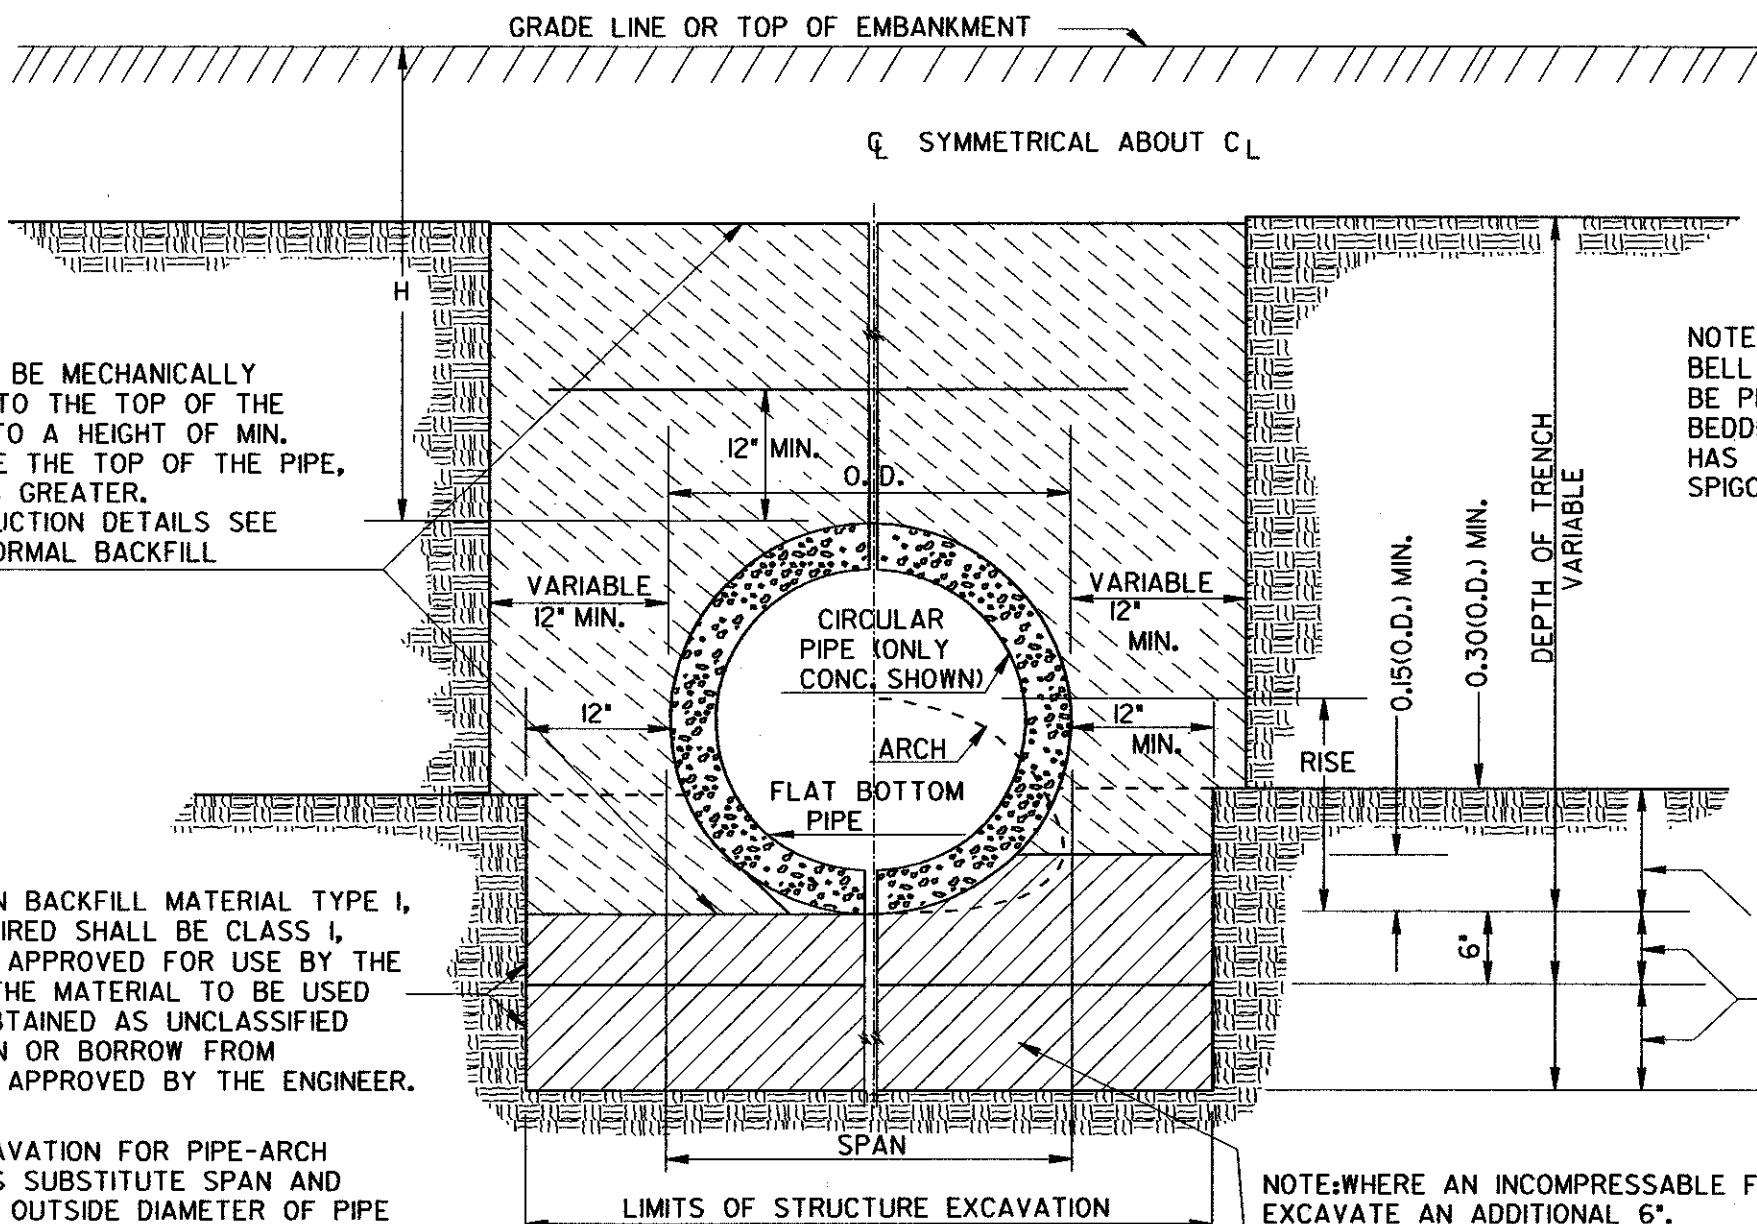 GRADE LINE OR TOP OF EMBANKMENT
℄ SYMMETRICAL ABOUT CL
H
BE MECHANICALLY
TO THE TOP OF THE
TO A HEIGHT OF MIN.
E THE TOP OF THE PIPE,
S GREATER.
UCTION DETAILS SEE
ORMAL BACKFILL
NOTE
BELL
BE P
BEDD
HAS
SPIGO
12" MIN.
O.D.
VARIABLE
12" MIN.
VARIABLE
12"
MIN.
CIRCULAR
PIPE (ONLY
CONC. SHOWN)
12"
12"
MIN.
ARCH
FLAT BOTTOM
PIPE
RISE
0.15(O.D.) MIN.
0.30(O.D.) MIN.
DEPTH OF TRENCH
VARIABLE
6"
N BACKFILL MATERIAL TYPE I,
IRED SHALL BE CLASS I,
APPROVED FOR USE BY THE
THE MATERIAL TO BE USED
BTAINED AS UNCLASSIFIED
N OR BORROW FROM
APPROVED BY THE ENGINEER.
AVATION FOR PIPE-ARCH
S SUBSTITUTE SPAN AND
OUTSIDE DIAMETER OF PIPE
SPAN
LIMITS OF STRUCTURE EXCAVATION
NOTE:WHERE AN INCOMPRESSABLE F
EXCAVATE AN ADDITIONAL 6".